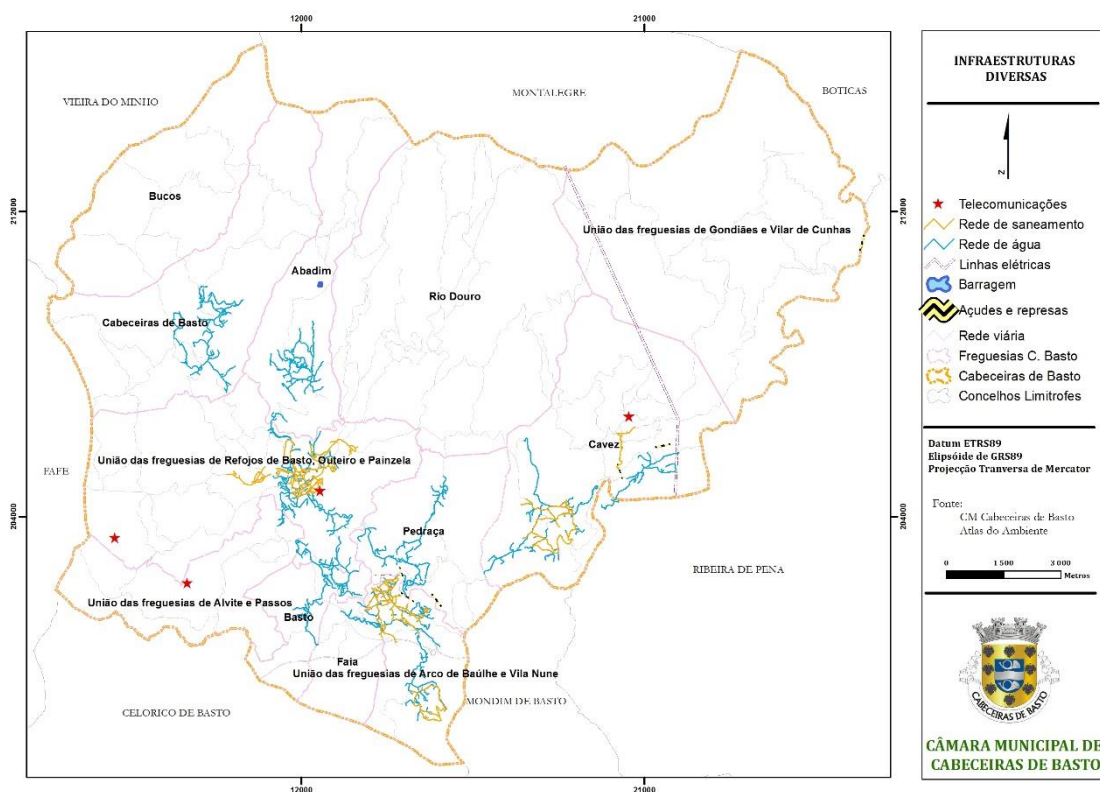 12000
21000
VIEIRA DO MINHO
MONTALEGRE
BOTICAS
Bucos
212000
212000
União das freguesias de Gondiães e Vilar de Cunhas
Abadim
Rio Douro
Cabeceiras de Basto
FAFE
União das freguesias de Refojos de Basto, Outeiro e Painzela
Cavez
204000
204000
Pedraça
RIBEIRA DE PENA
União das freguesias de Alvite e Passos
Basto
Faia
União das freguesias de Arco de Baúlhe e Vila Nune
MONDIM DE BASTO
CELORICO DE BASTO
12000
21000
INFRAESTRUTURAS
DIVERSAS
N
Telecomunicações
Rede de saneamento
Rede de água
Linhas elétricas
Barragem
Açudes e represas
Rede viária
Freguesias C. Basto
Cabeceiras de Basto
Concelhos Limítrofes
Datum ETRS89
Elipsóide de GRS89
Projecção Tranversa de Mercator
Fonte:
CM Cabeceiras de Basto
Atlas do Ambiente
0 1 500 3 000
Metros
CABECEIRAS DE BASTO
CÂMARA MUNICIPAL DE
CABECEIRAS DE BASTO